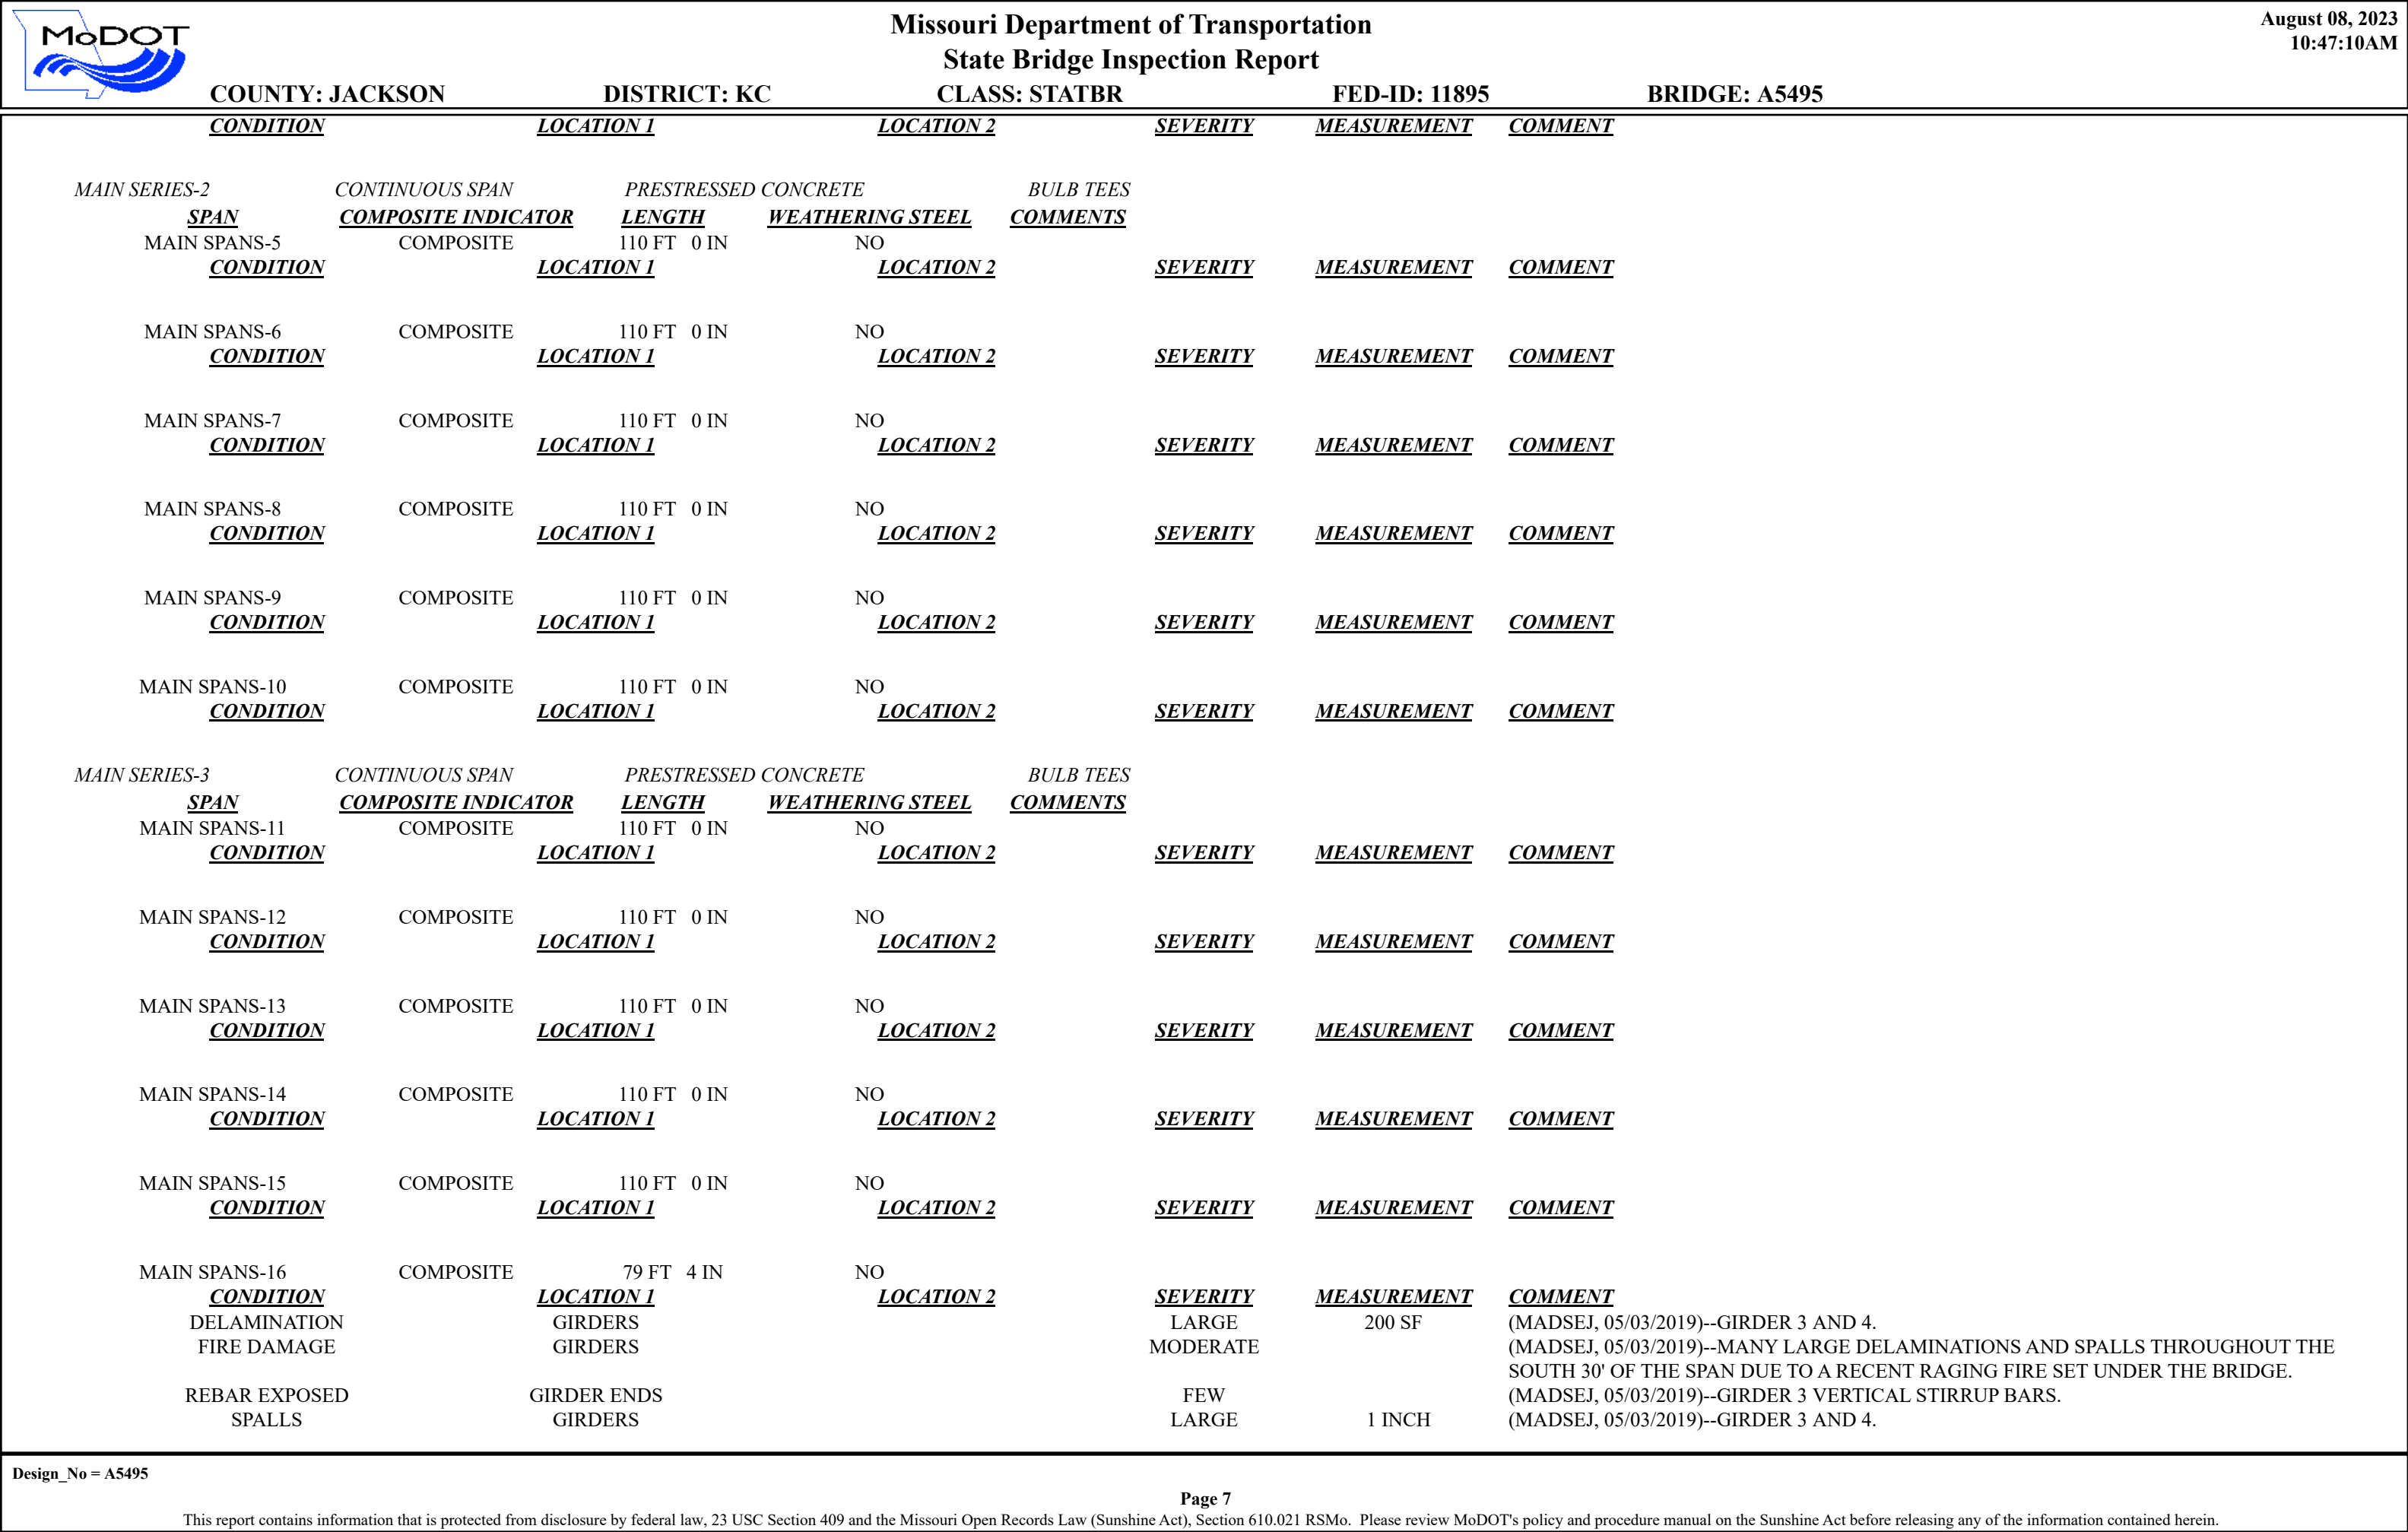 MoDOT
Missouri Department of Transportation
State Bridge Inspection Report
August 08, 2023
10:47:10AM
COUNTY: JACKSON DISTRICT: KC CLASS: STATBR FED-ID: 11895 BRIDGE: A5495
CONDITION LOCATION 1 LOCATION 2 SEVERITY MEASUREMENT COMMENT
MAIN SERIES-2 CONTINUOUS SPAN PRESTRESSED CONCRETE BULB TEES
SPAN COMPOSITE INDICATOR LENGTH WEATHERING STEEL COMMENTS
MAIN SPANS-5 COMPOSITE 110 FT 0 IN NO
CONDITION LOCATION 1 LOCATION 2 SEVERITY MEASUREMENT COMMENT
MAIN SPANS-6 COMPOSITE 110 FT 0 IN NO
CONDITION LOCATION 1 LOCATION 2 SEVERITY MEASUREMENT COMMENT
MAIN SPANS-7 COMPOSITE 110 FT 0 IN NO
CONDITION LOCATION 1 LOCATION 2 SEVERITY MEASUREMENT COMMENT
MAIN SPANS-8 COMPOSITE 110 FT 0 IN NO
CONDITION LOCATION 1 LOCATION 2 SEVERITY MEASUREMENT COMMENT
MAIN SPANS-9 COMPOSITE 110 FT 0 IN NO
CONDITION LOCATION 1 LOCATION 2 SEVERITY MEASUREMENT COMMENT
MAIN SPANS-10 COMPOSITE 110 FT 0 IN NO
CONDITION LOCATION 1 LOCATION 2 SEVERITY MEASUREMENT COMMENT
MAIN SERIES-3 CONTINUOUS SPAN PRESTRESSED CONCRETE BULB TEES
SPAN COMPOSITE INDICATOR LENGTH WEATHERING STEEL COMMENTS
MAIN SPANS-11 COMPOSITE 110 FT 0 IN NO
CONDITION LOCATION 1 LOCATION 2 SEVERITY MEASUREMENT COMMENT
MAIN SPANS-12 COMPOSITE 110 FT 0 IN NO
CONDITION LOCATION 1 LOCATION 2 SEVERITY MEASUREMENT COMMENT
MAIN SPANS-13 COMPOSITE 110 FT 0 IN NO
CONDITION LOCATION 1 LOCATION 2 SEVERITY MEASUREMENT COMMENT
MAIN SPANS-14 COMPOSITE 110 FT 0 IN NO
CONDITION LOCATION 1 LOCATION 2 SEVERITY MEASUREMENT COMMENT
MAIN SPANS-15 COMPOSITE 110 FT 0 IN NO
CONDITION LOCATION 1 LOCATION 2 SEVERITY MEASUREMENT COMMENT
MAIN SPANS-16 COMPOSITE 79 FT 4 IN NO
CONDITION LOCATION 1 LOCATION 2 SEVERITY MEASUREMENT COMMENT
DELAMINATION GIRDERS LARGE 200 SF (MADSEJ, 05/03/2019)--GIRDER 3 AND 4.
FIRE DAMAGE GIRDERS MODERATE (MADSEJ, 05/03/2019)--MANY LARGE DELAMINATIONS AND SPALLS THROUGHOUT THE
SOUTH 30' OF THE SPAN DUE TO A RECENT RAGING FIRE SET UNDER THE BRIDGE.
REBAR EXPOSED GIRDER ENDS FEW (MADSEJ, 05/03/2019)--GIRDER 3 VERTICAL STIRRUP BARS.
SPALLS GIRDERS LARGE 1 INCH (MADSEJ, 05/03/2019)--GIRDER 3 AND 4.
Design_No = A5495
Page 7
This report contains information that is protected from disclosure by federal law, 23 USC Section 409 and the Missouri Open Records Law (Sunshine Act), Section 610.021 RSMo. Please review MoDOT's policy and procedure manual on the Sunshine Act before releasing any of the information contained herein.